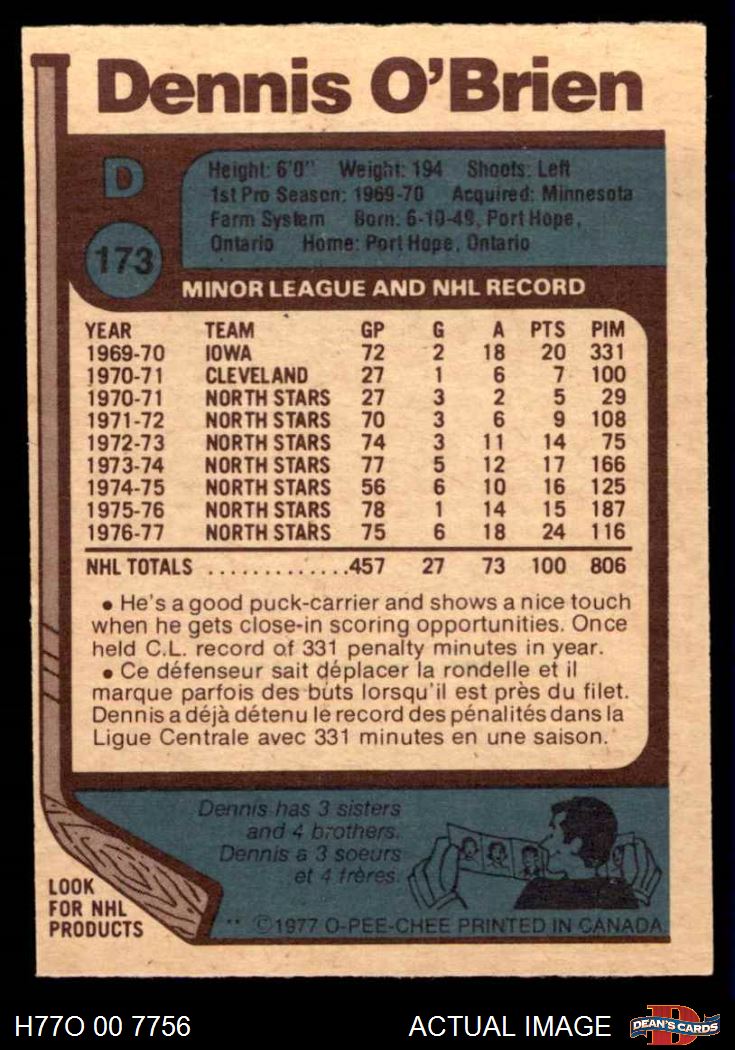 Dennis O'Brien
D
Height: 6'0" Weight: 194 Shoots: Left
1st Pro Season: 1969-70 Acquired: Minnesota
Farm System Born: 6-10-49, Port Hope,
Ontario Home: Port Hope, Ontario
173
MINOR LEAGUE AND NHL RECORD
YEAR TEAM GP G A PTS PIM
1969-70 IOWA 72 2 18 20 331
1970-71 CLEVELAND 27 1 6 7 100
1970-71 NORTH STARS 27 3 2 5 29
1971-72 NORTH STARS 70 3 6 9 108
1972-73 NORTH STARS 74 3 11 14 75
1973-74 NORTH STARS 77 5 12 17 166
1974-75 NORTH STARS 56 6 10 16 125
1975-76 NORTH STARS 78 1 14 15 187
1976-77 NORTH STARS 75 6 18 24 116
NHL TOTALS .............457 27 73 100 806
• He's a good puck-carrier and shows a nice touch
when he gets close-in scoring opportunities. Once
held C.L. record of 331 penalty minutes in year.
• Ce défenseur sait déplacer la rondelle et il
marque parfois des buts lorsqu'il est près du filet.
Dennis a déjà détenu le record des pénalités dans la
Ligue Centrale avec 331 minutes en une saison.
Dennis has 3 sisters
and 4 brothers.
Dennis a 3 soeurs
et 4 frères.
LOOK
FOR NHL
PRODUCTS
** ©1977 O-PEE-CHEE PRINTED IN CANADA
H77O 00 7756 ACTUAL IMAGE
DEAN'S CARDS